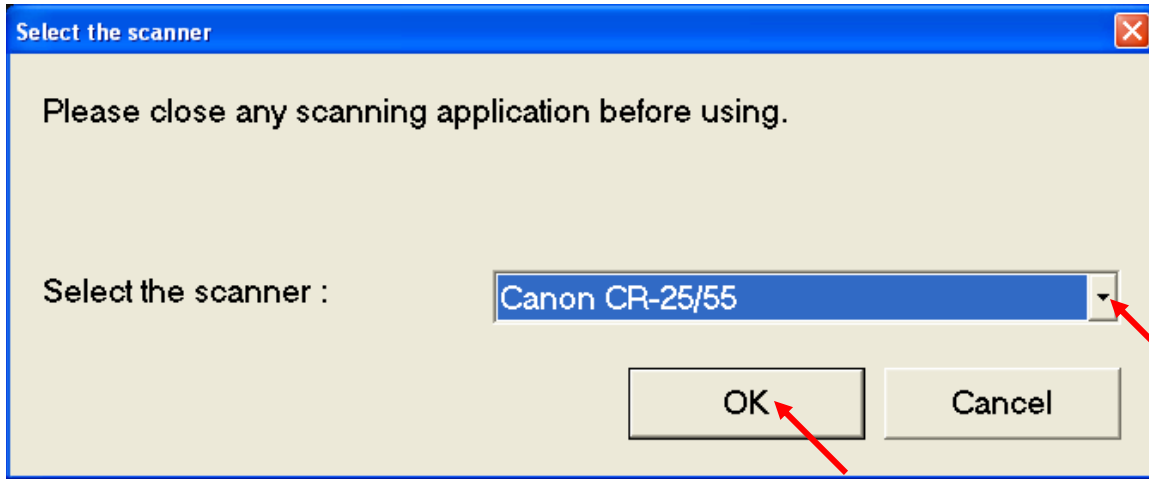 Select the scanner
Please close any scanning application before using.
Select the scanner :
Canon CR-25/55
OK
Cancel